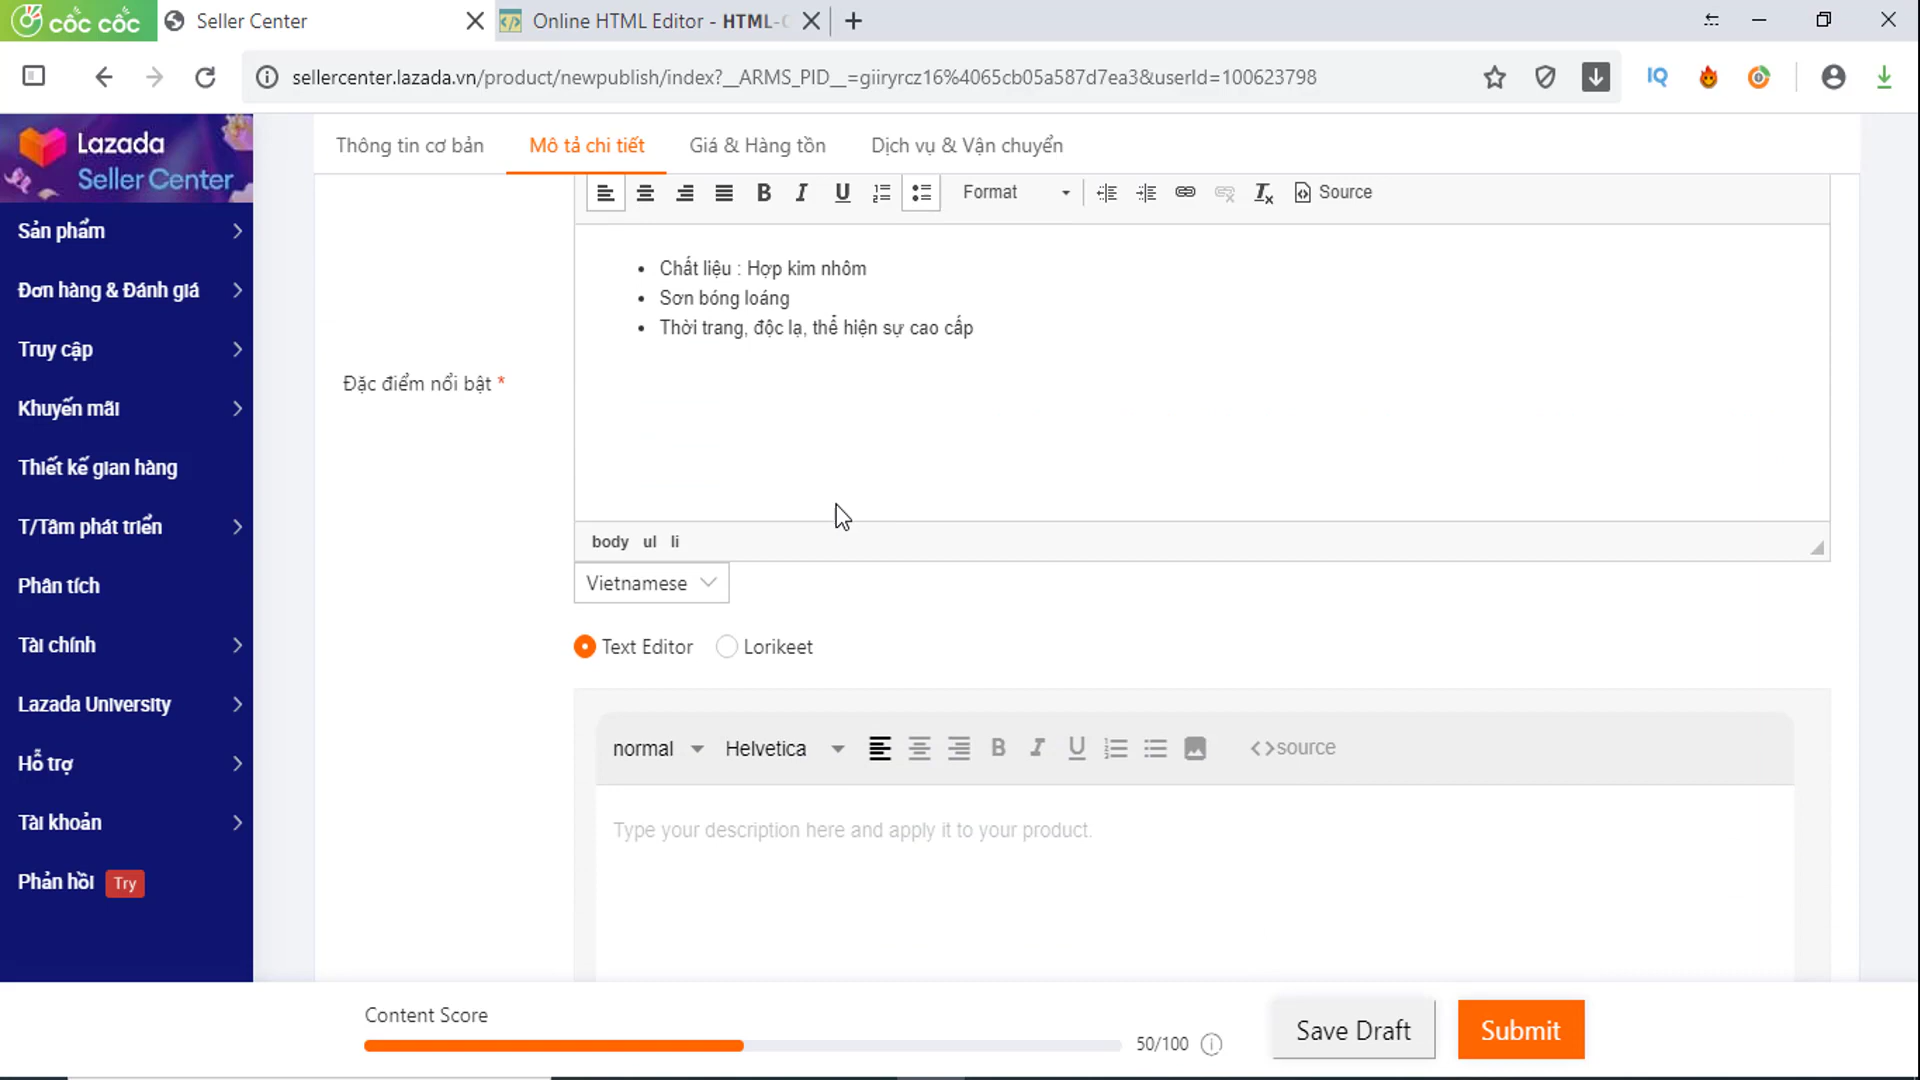 cốc cốc
Seller Center
Online HTML Editor - HTML-
sellercenter.lazada.vn/product/newpublish/index?__ARMS_PID__=giiryrcz16%4065cb05a587d7ea3&userId=100623798
IQ
Lazada
Seller Center
Thông tin cơ bản
Mô tả chi tiết
Giá & Hàng tồn
Dịch vụ & Vận chuyển
B I U
Format
Source
Sản phẩm
Đơn hàng & Đánh giá
Truy cập
Khuyến mãi
Thiết kế gian hàng
T/Tâm phát triển
Phân tích
Tài chính
Lazada University
Hỗ trợ
Tài khoản
Phản hồi
Try
Đặc điểm nổi bật *
• Chất liệu : Hợp kim nhôm
• Sơn bóng loáng
• Thời trang, độc lạ, thể hiện sự cao cấp
body ul li
Vietnamese
Text Editor
Lorikeet
normal
Helvetica
B I U
<>source
Type your description here and apply it to your product.
Content Score
50/100
Save Draft
Submit